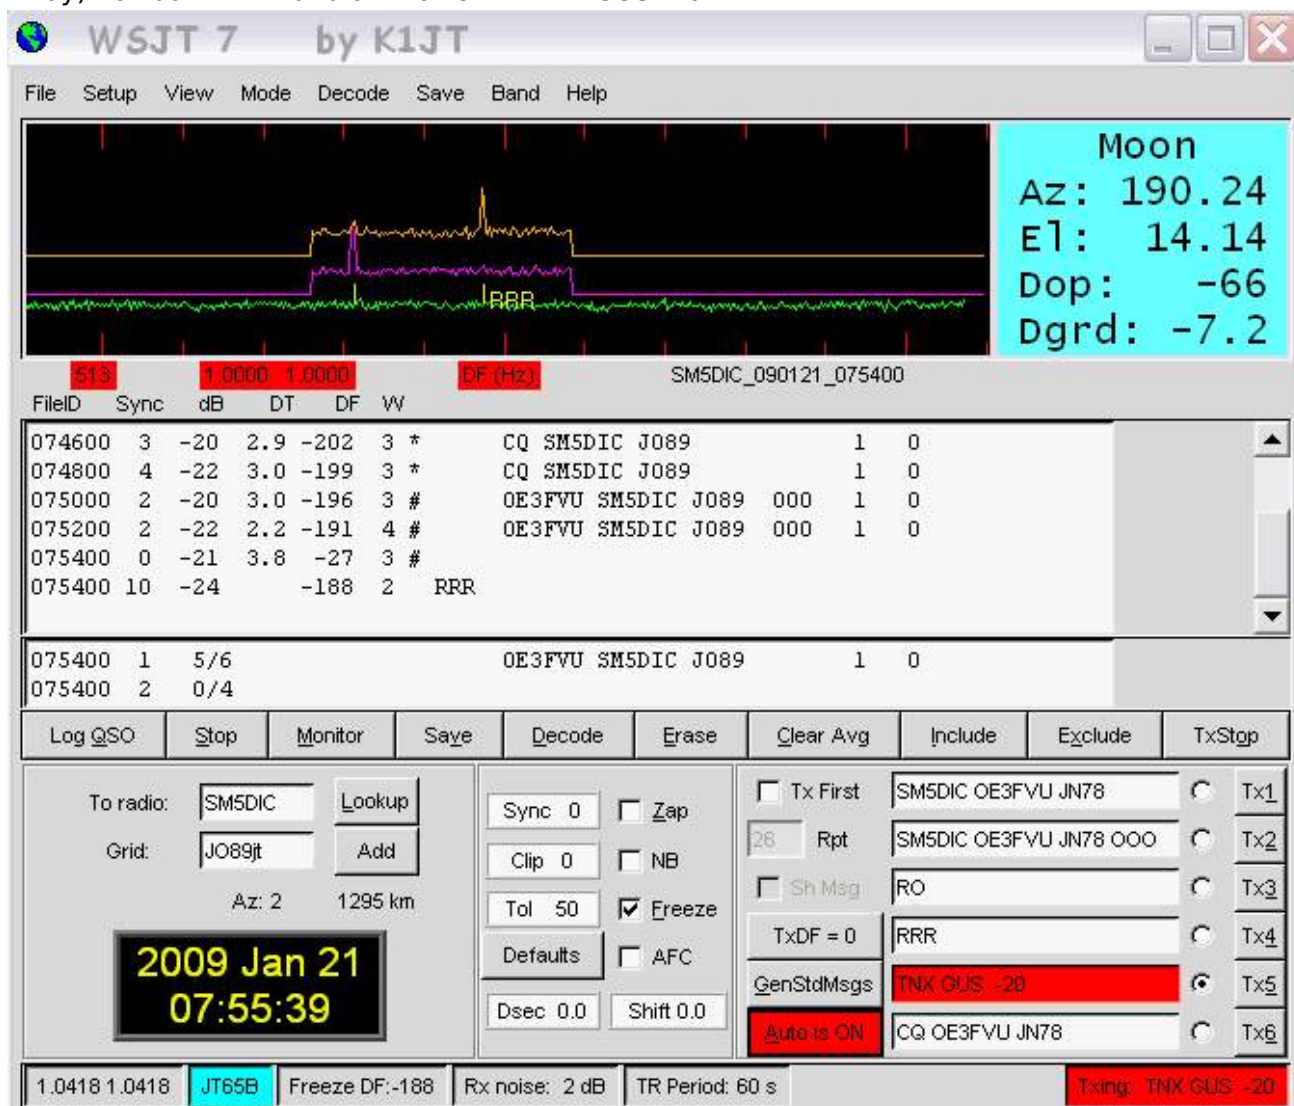 WSJT 7 by K1JT
File Setup View Mode Decode Save Band Help
RRR
Moon
Az: 190.24
El: 14.14
Dop: -66
Dgrd: -7.2
513 1.0000 1.0000 DF (Hz) SM5DIC_090121_075400
FileID Sync dB DT DF W
074600 3 -20 2.9 -202 3 * CQ SM5DIC JO89 1 0
074800 4 -22 3.0 -199 3 * CQ SM5DIC JO89 1 0
075000 2 -20 3.0 -196 3 # OE3FVU SM5DIC JO89 OOO 1 0
075200 2 -22 2.2 -191 4 # OE3FVU SM5DIC JO89 OOO 1 0
075400 0 -21 3.8 -27 3 #
075400 10 -24 -188 2 RRR
075400 1 5/6 OE3FVU SM5DIC JO89 1 0
075400 2 0/4
Log QSO Stop Monitor Save Decode Erase Clear Avg Include Exclude TxStop
To radio: SM5DIC Lookup
Grid: JO89jt Add
Az: 2 1295 km
2009 Jan 21
07:55:39
Sync 0 Zap
Clip 0 NB
Tol 50 Freeze
Defaults AFC
Dsec 0.0 Shift 0.0
Tx First SM5DIC OE3FVU JN78 Tx1
26 Rpt SM5DIC OE3FVU JN78 OOO Tx2
Sh Msg RO Tx3
TxDF = 0 RRR Tx4
GenStdMsgs TNX GUS -20 Tx5
Auto is ON CQ OE3FVU JN78 Tx6
1.0418 1.0418 JT65B Freeze DF:-188 Rx noise: 2 dB TR Period: 60 s Txing: TNX GUS -20